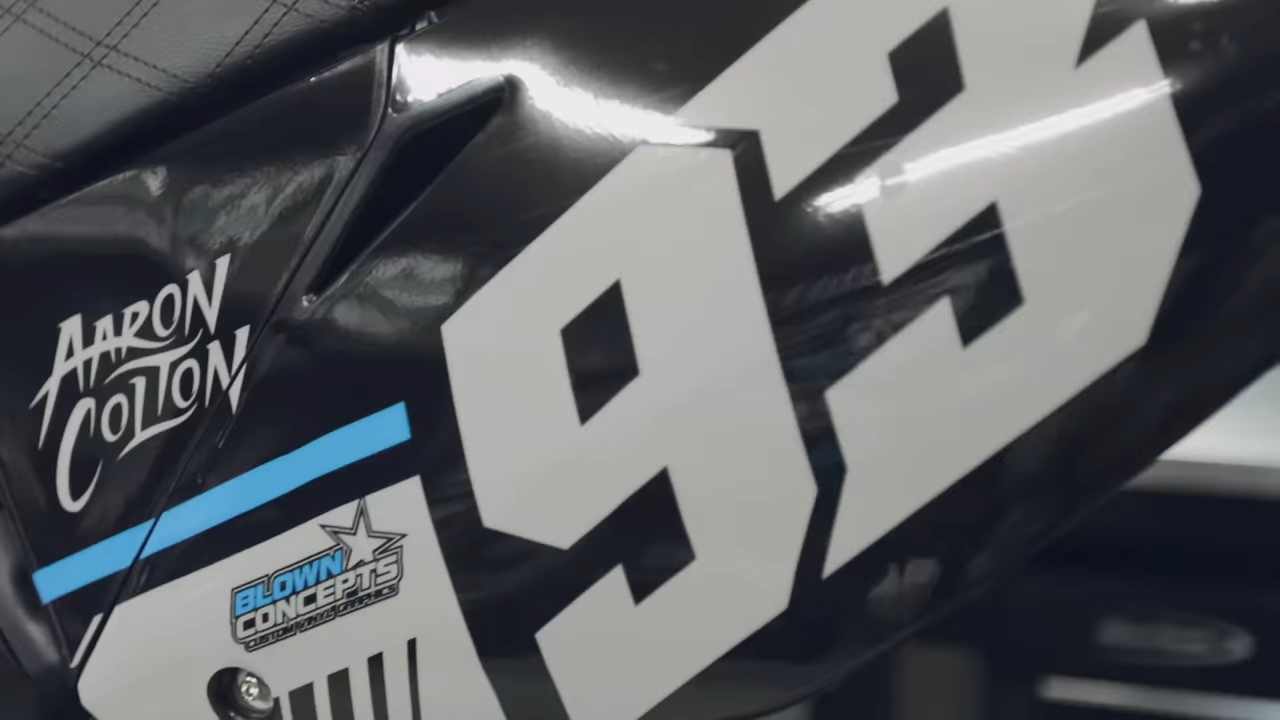 AARON
COLTON
93
BLOWN
CONCEPTS
CUSTOM VINYL GRAPHICS